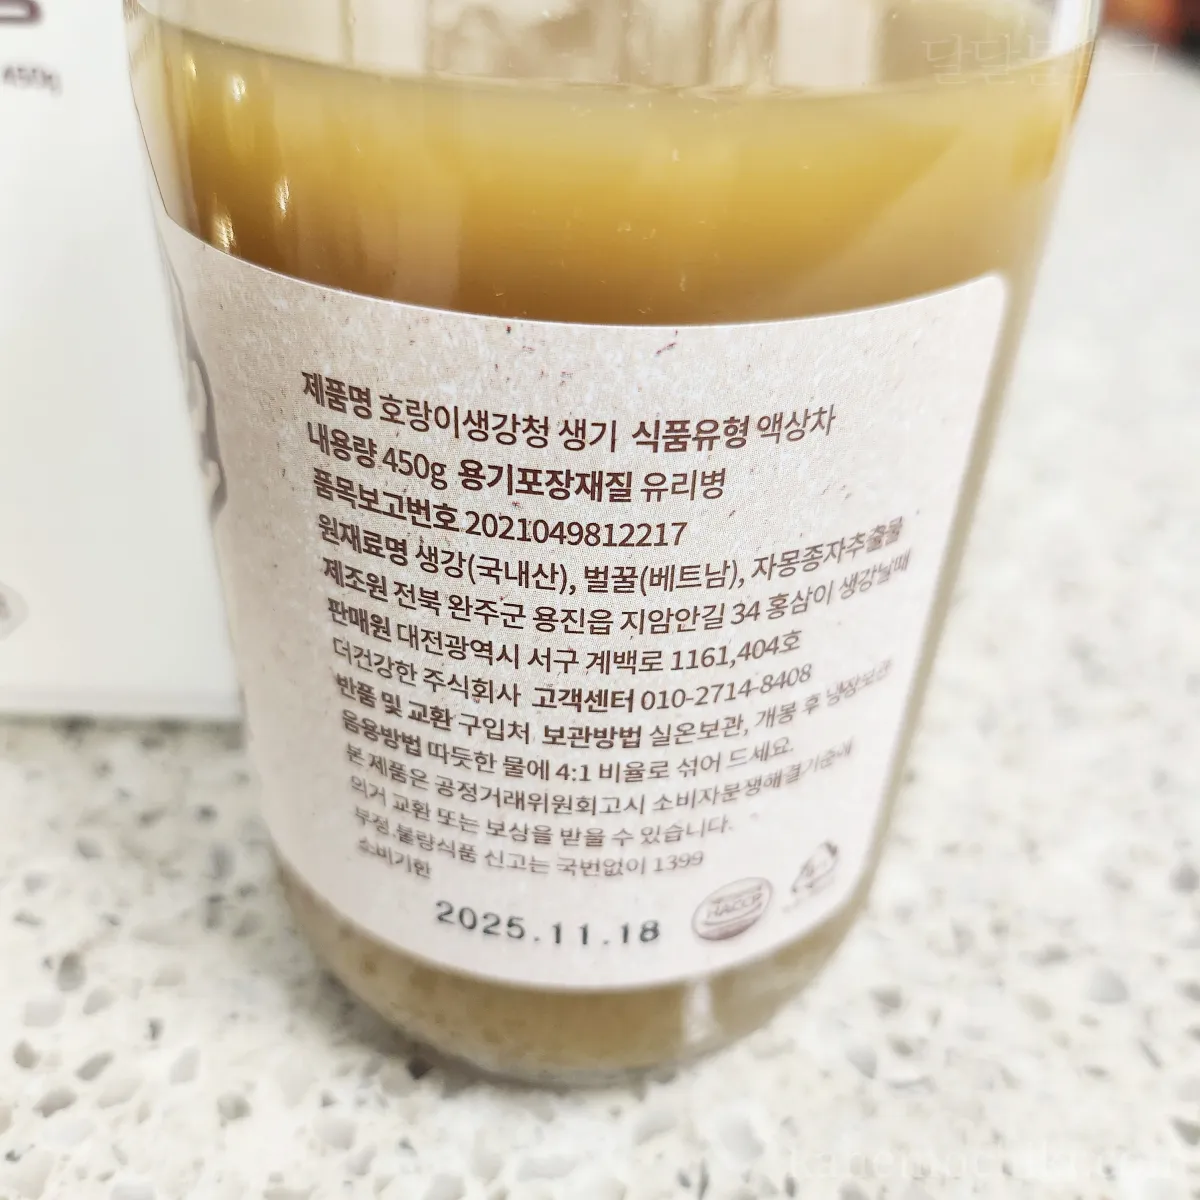 달달블로그
450g
제품명 호랑이생강청 생기 식품유형 액상차
내용량 450g 용기포장재질 유리병
품목보고번호 2021049812217
원재료명 생강(국내산), 벌꿀(베트남), 자몽종자추출물
제조원 전북 완주군 용진읍 지암안길 34 홍삼이 생강날때
판매원 대전광역시 서구 계백로 1161,404호
더건강한 주식회사 고객센터 010-2714-8408
반품 및 교환 구입처 보관방법 실온보관, 개봉 후 냉장보관
음용방법 따듯한 물에 4:1 비율로 섞어 드세요.
본 제품은 공정거래위원회고시 소비자분쟁해결기준에
의거 교환 또는 보상을 받을 수 있습니다.
부정.불량식품 신고는 국번없이 1399
소비기한
2025.11.18
HACCP